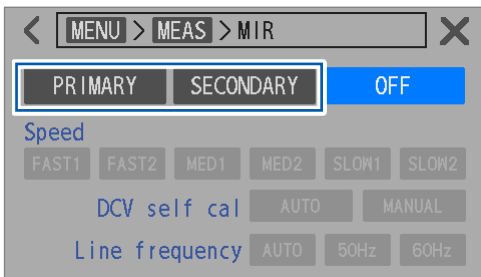 < MENU > MEAS > MIR X
PRIMARY SECONDARY OFF
Speed
FAST1 FAST2 MED1 MED2 SLOW1 SLOW2
DCV self cal AUTO MANUAL
Line frequency AUTO 50Hz 60Hz